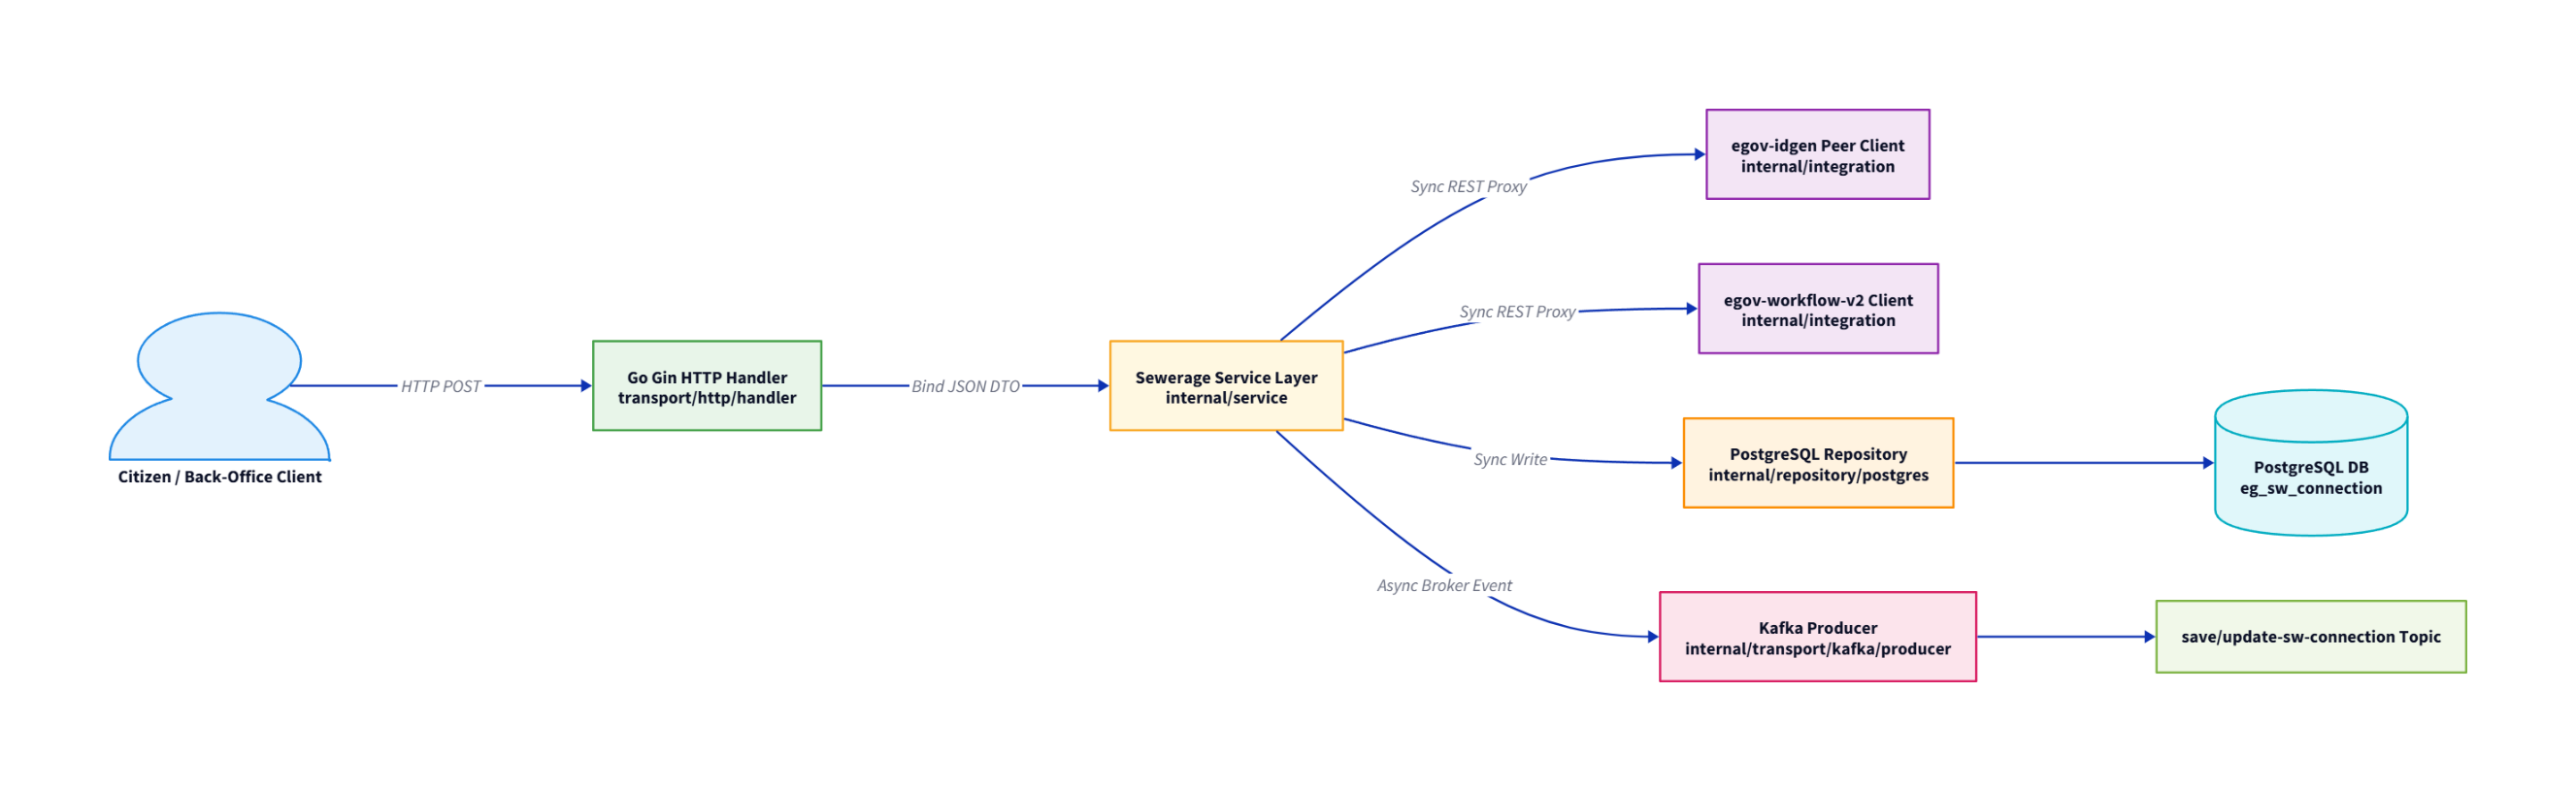 Citizen / Back-Office Client
HTTP POST
Go Gin HTTP Handler
transport/http/handler
Bind JSON DTO
Sewerage Service Layer
internal/service
Sync REST Proxy
egov-idgen Peer Client
internal/integration
Sync REST Proxy
egov-workflow-v2 Client
internal/integration
Sync Write
PostgreSQL Repository
internal/repository/postgres
PostgreSQL DB
eg_sw_connection
Async Broker Event
Kafka Producer
internal/transport/kafka/producer
save/update-sw-connection Topic